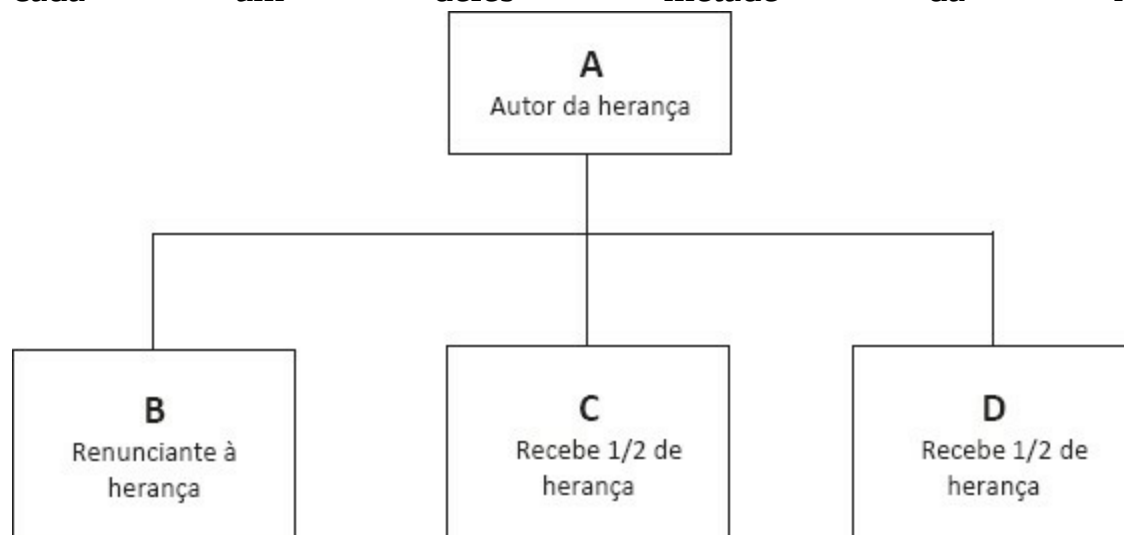 A
Autor da herança
B
Renunciante à
herança
C
Recebe 1/2 de
herança
D
Recebe 1/2 de
herança